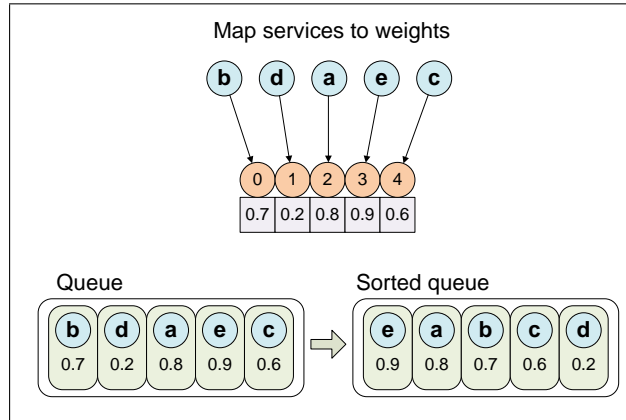 Map services to weights
b d a e c
0 1 2 3 4
0.7 0.2 0.8 0.9 0.6
Queue
b d a e c
0.7 0.2 0.8 0.9 0.6
Sorted queue
e a b c d
0.9 0.8 0.7 0.6 0.2